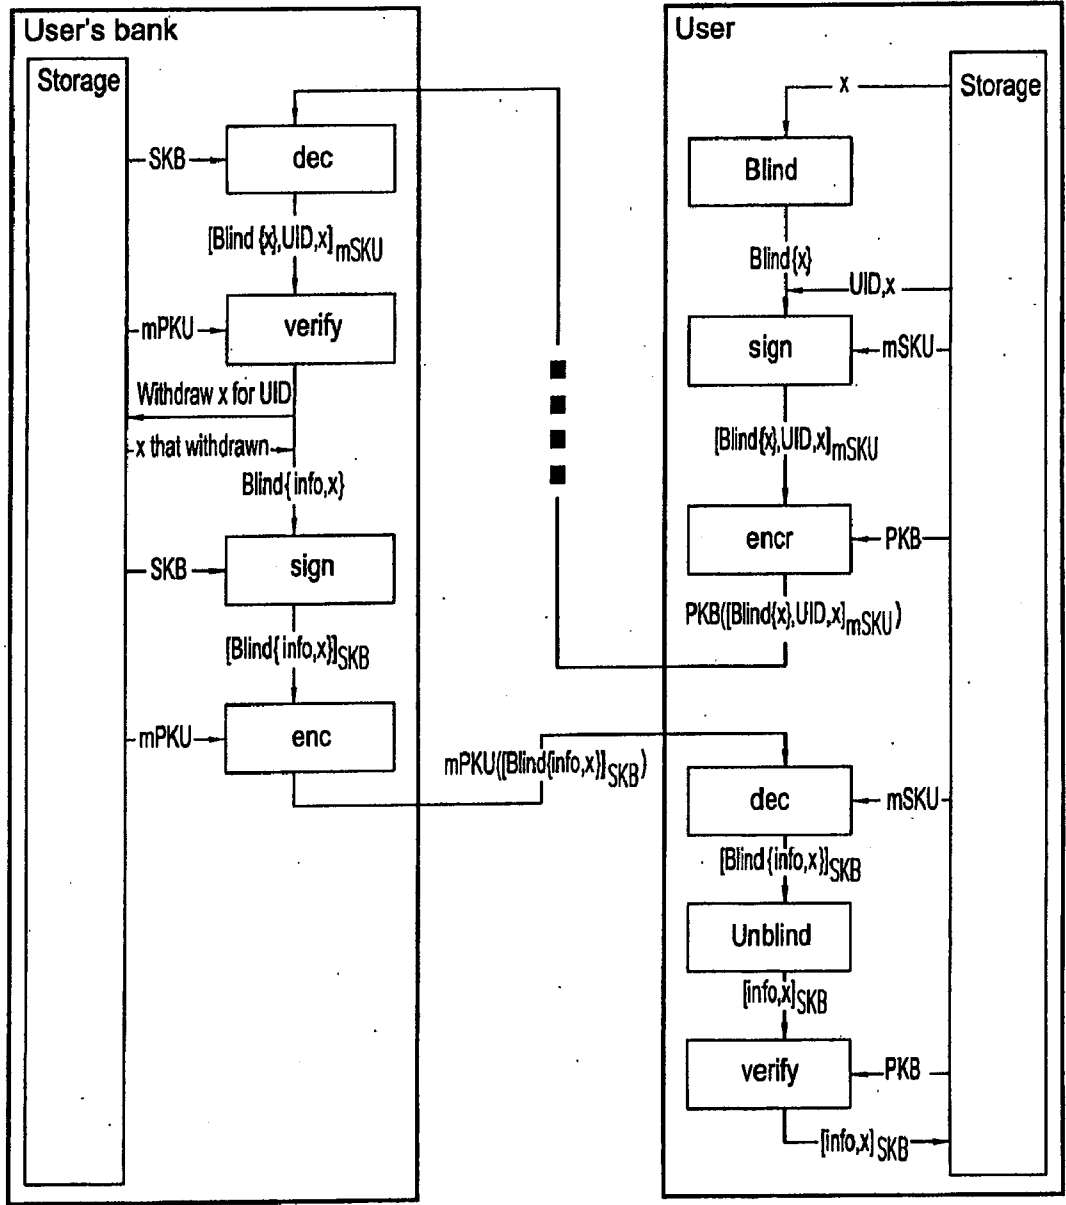 User's bank
Storage
SKB
dec
[Blind{x},UID,x]mSKU
mPKU
verify
Withdraw x for UID
x that withdrawn
Blind{info,x}
SKB
sign
[Blind{info,x}]SKB
mPKU
enc
mPKU([Blind{info,x}]SKB)
User
Storage
x
Blind
Blind{x}
UID,x
sign
mSKU
[Blind{x},UID,x]mSKU
encr
PKB
PKB([Blind{x},UID,x]mSKU)
dec
mSKU
[Blind{info,x}]SKB
Unblind
[info,x]SKB
verify
PKB
[info,x]SKB